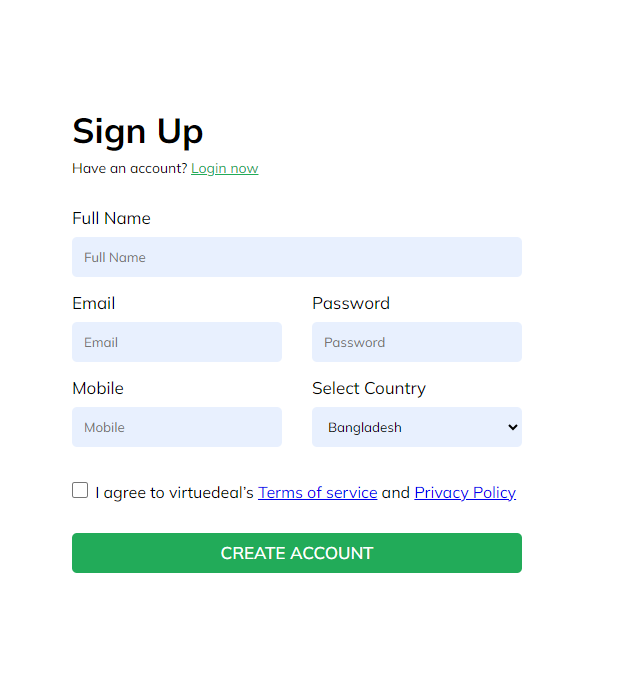 Sign Up
Have an account? Login now
Full Name
Full Name
Email
Password
Email
Password
Mobile
Select Country
Mobile
Bangladesh
I agree to virtuedeal's Terms of service and Privacy Policy
CREATE ACCOUNT